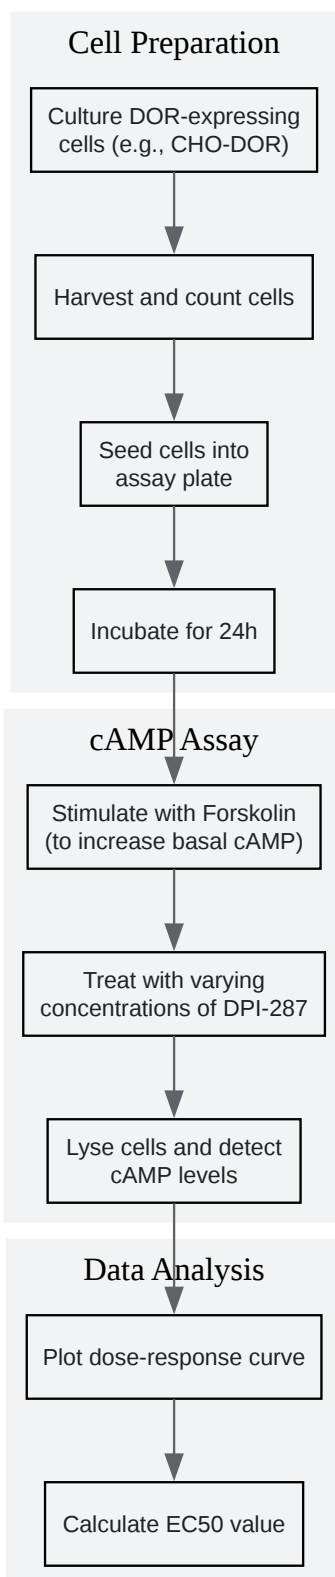 Cell Preparation
Culture DOR-expressing
cells (e.g., CHO-DOR)
Harvest and count cells
Seed cells into
assay plate
Incubate for 24h
cAMP Assay
Stimulate with Forskolin
(to increase basal cAMP)
Treat with varying
concentrations of DPI-287
Lyse cells and detect
cAMP levels
Data Analysis
Plot dose-response curve
Calculate EC50 value